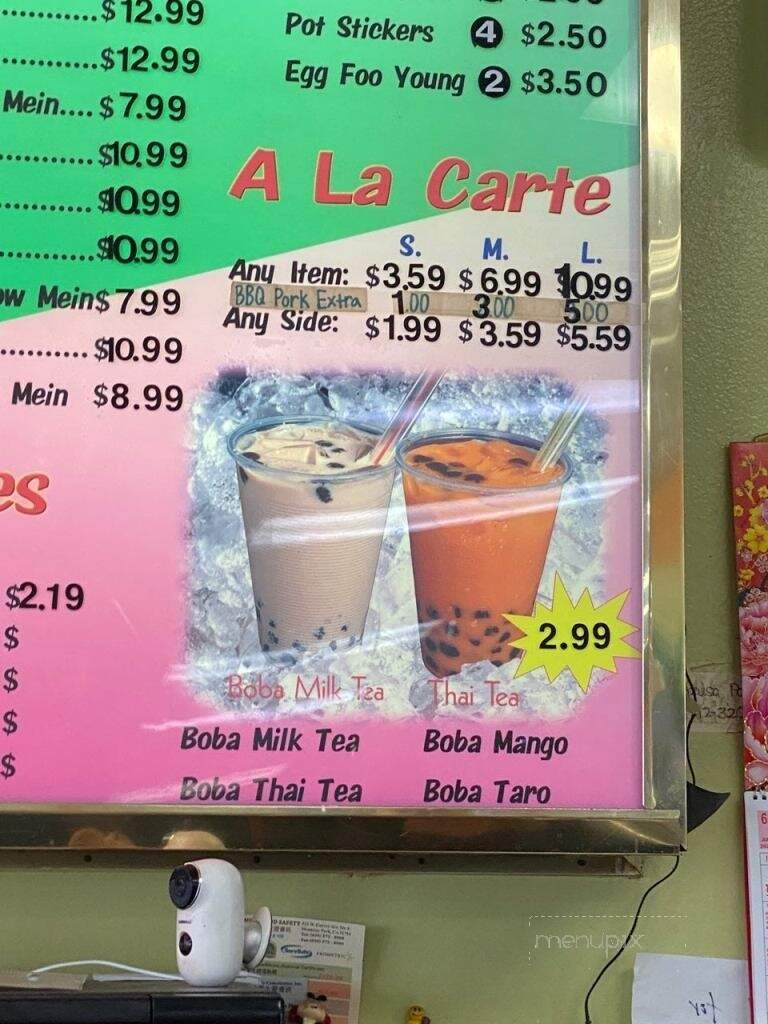 $12.99
$12.99
Mein.... $7.99
$10.99
$10.99
$10.99
ow Mein $7.99
$10.99
Mein $8.99
es
$2.19
$
$
$
$
Pot Stickers 4 $2.50
Egg Foo Young 2 $3.50
A La Carte
S. M. L.
Any Item: $3.59 $6.99 $10.99
BBQ Pork Extra 1.00 3.00 5.00
Any Side: $1.99 $3.59 $5.59
2.99
Boba Milk Tea Thai Tea
Boba Milk Tea Boba Mango
Boba Thai Tea Boba Taro
menupix
for